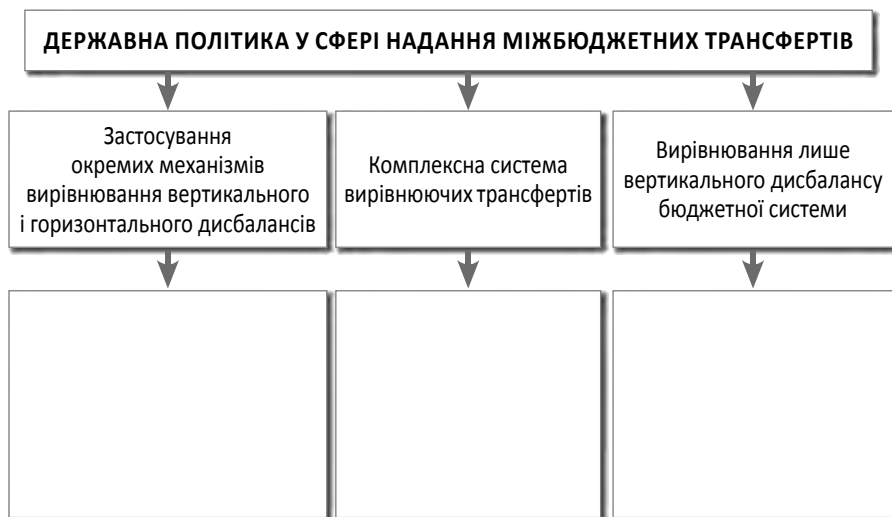 ДЕРЖАВНА ПОЛІТИКА У СФЕРІ НАДАННЯ МІЖБЮДЖЕТНИХ ТРАНСФЕРТІВ
Застосування
окремих механізмів
вирівнювання вертикального
і горизонтального дисбалансів
Комплексна система
вирівнюючих трансфертів
Вирівнювання лише
вертикального дисбалансу
бюджетної системи